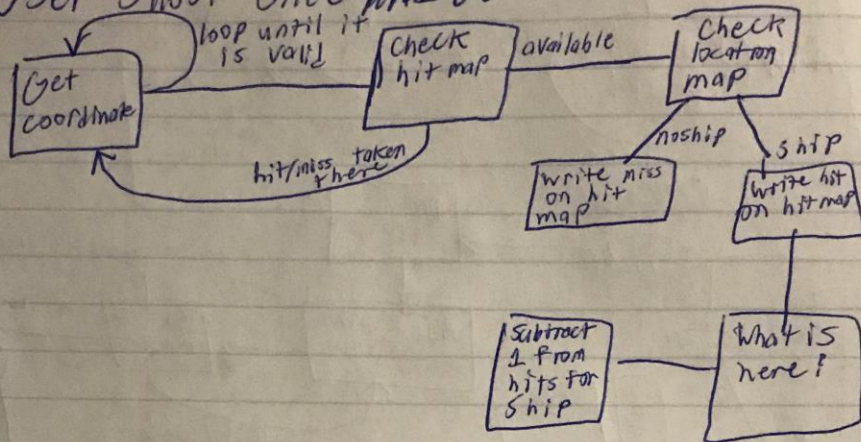 loop until it
is valid
Get
coordinate
Check
hit map
available
Check
location
map
hit/miss taken
there
noship
ship
write miss
on hit
map
write hit
on hit map
Subtract
1 from
hits for
Ship
What is
here?